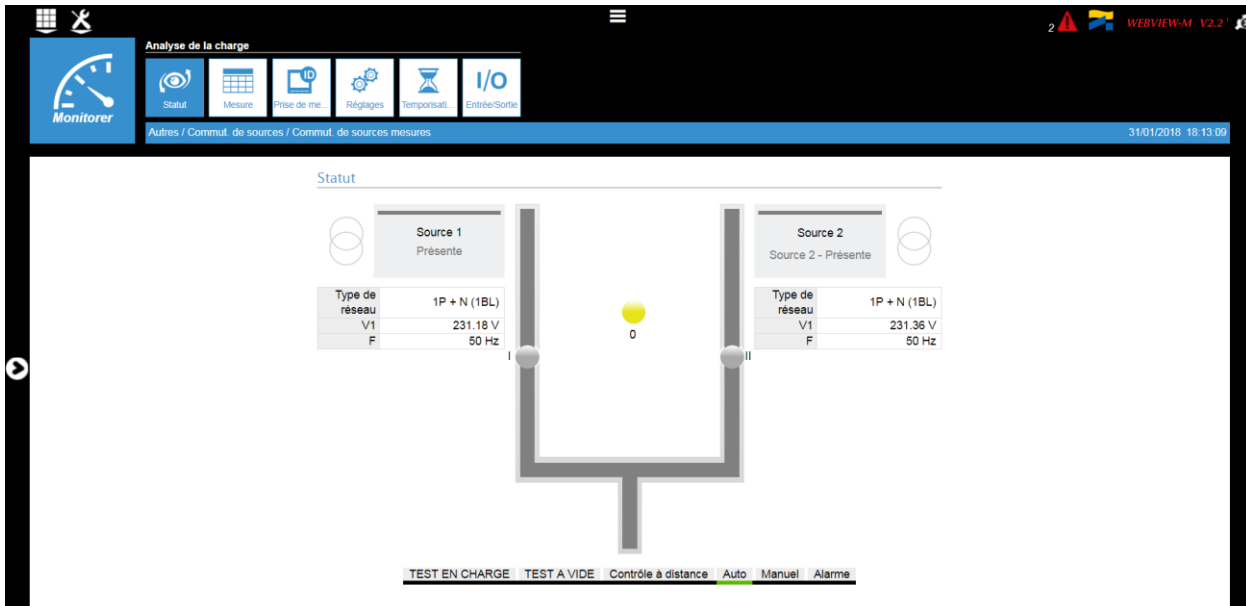 2
WEBVIEW-M V2.2
Analyse de la charge
Monitorer
Statut
Mesure
ID
Prise de me...
Réglages
Temporisati...
I/O
Entrée/Sortie
Autres / Commut. de sources / Commut. de sources mesures
31/01/2018 18:13:09
Statut
Source 1
Présente
Source 2
Source 2 - Présente
Type de réseau 1P + N (1BL)
V1 231.18 V
F 50 Hz
0
Type de réseau 1P + N (1BL)
V1 231.36 V
F 50 Hz
I
II
TEST EN CHARGE TEST A VIDE Contrôle à distance Auto Manuel Alarme